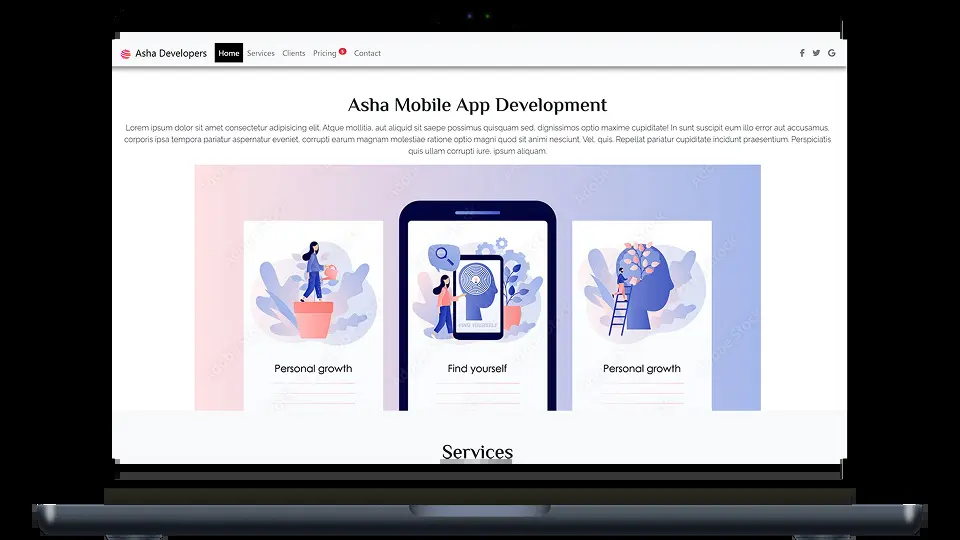 Asha Developers Home Services Clients Pricing 5 Contact
Asha Mobile App Development
Lorem ipsum dolor sit amet consectetur adipisicing elit. Atque mollitia, aut aliquid sit saepe possimus quisquam sed, dignissimos optio maxime cupiditate! In sunt suscipit eum illo error aut accusamus,
corporis ipsa tempora pariatur aspernatur eveniet, corrupti earum magnam molestiae ratione optio magni quod sit animi nesciunt. Vel, quis. Repellat pariatur cupiditate incidunt praesentium. Perspiciatis
quis ullam corrupti iure, ipsum aliquam.
FIND YOURSELF
Personal growth
Find yourself
Personal growth
Services